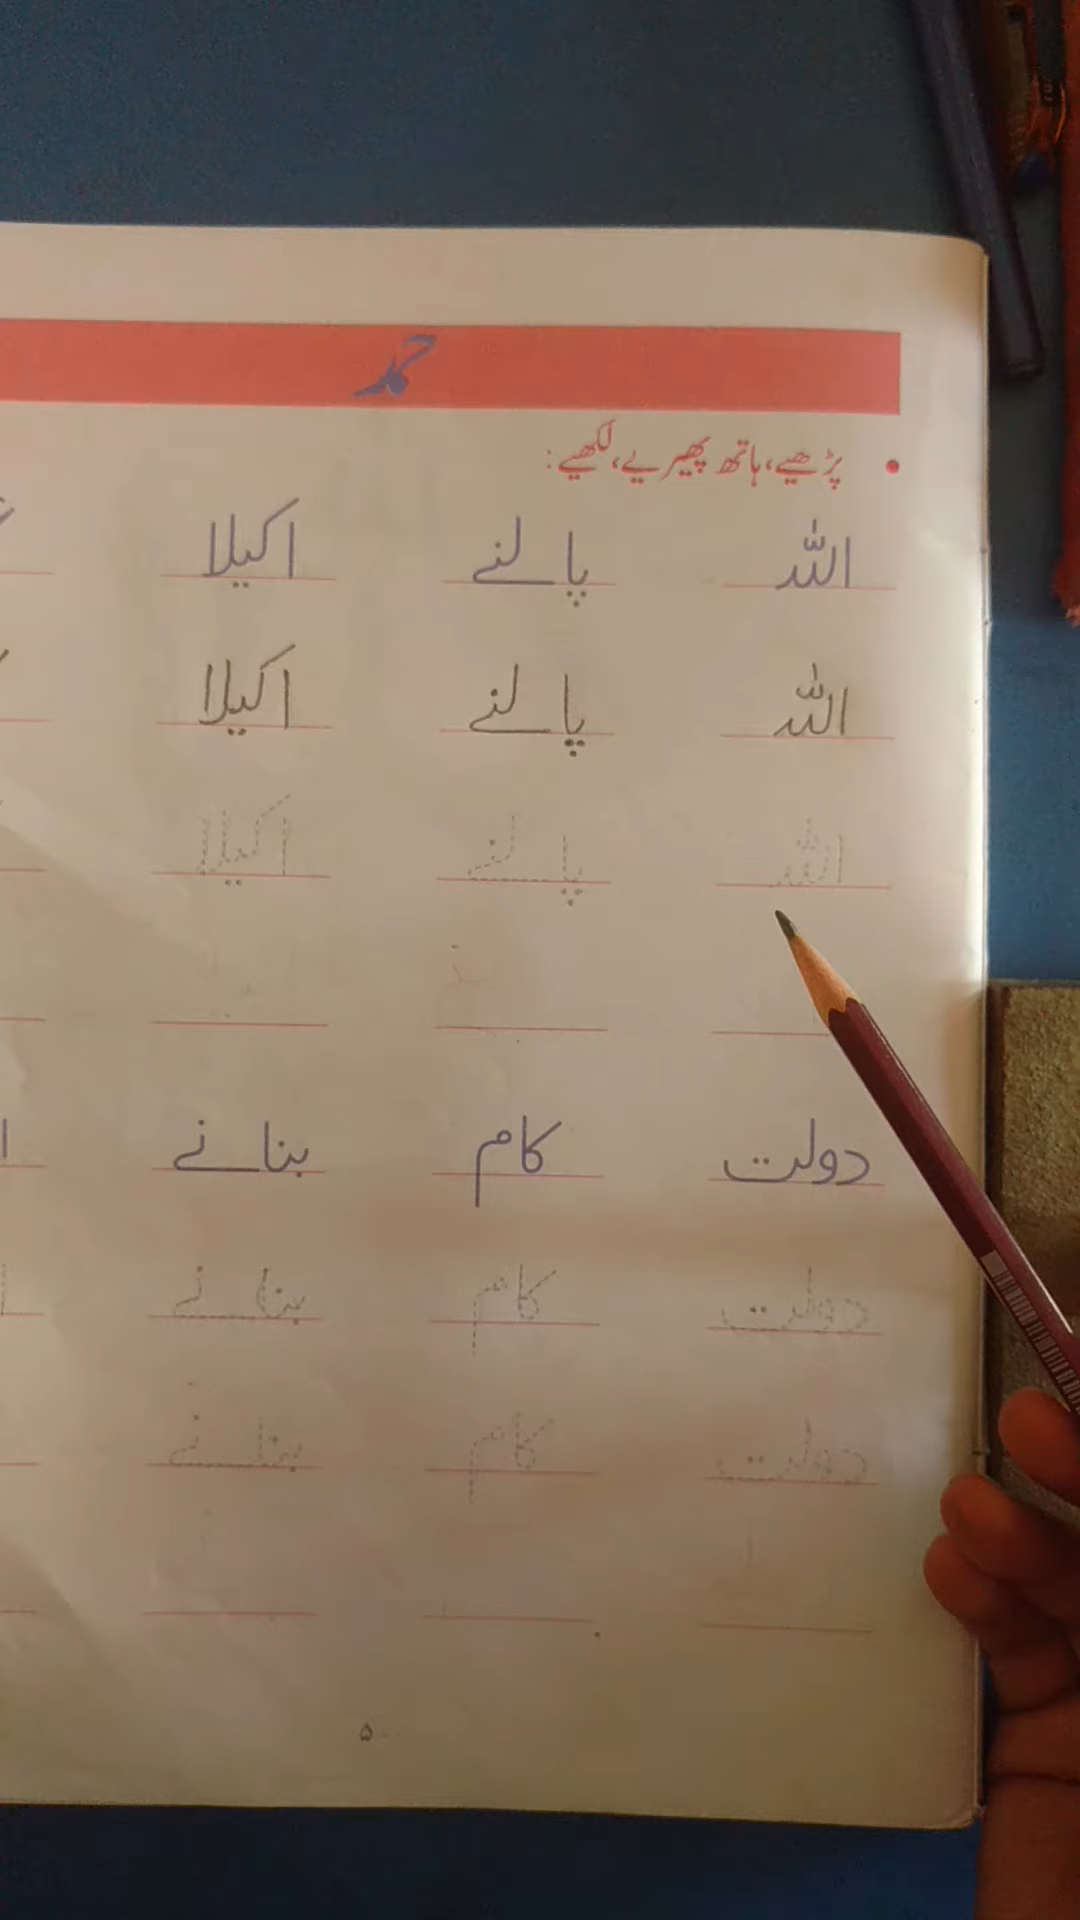 حمد
• پڑھیے، ہاتھ پھیریے، لکھیے:
اللہ پالنے اکیلا
اللہ پالنے اکیلا
اللہ پالنے اکیلا
دولت کام بنانے
دولت کام بنانے
دولت کام بنانے
۵